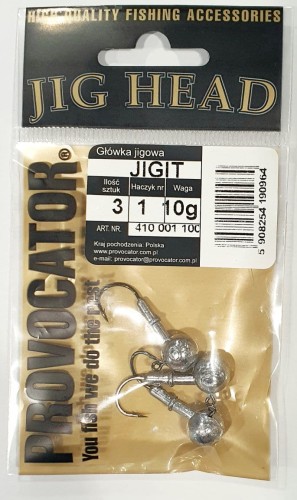 HIGH QUALITY FISHING ACCESSORIES
JIG HEAD
Główka jigowa
JIGIT
Ilość sztuk Haczyk nr Waga
3 1 10g
ART. NR. 410 001 100
Kraj pochodzenia: Polska
www.provocator.com.pl
e-mail: provocator@provocator.com.pl
5 908254 190964
PROVOCATOR®
You fish we do the rest